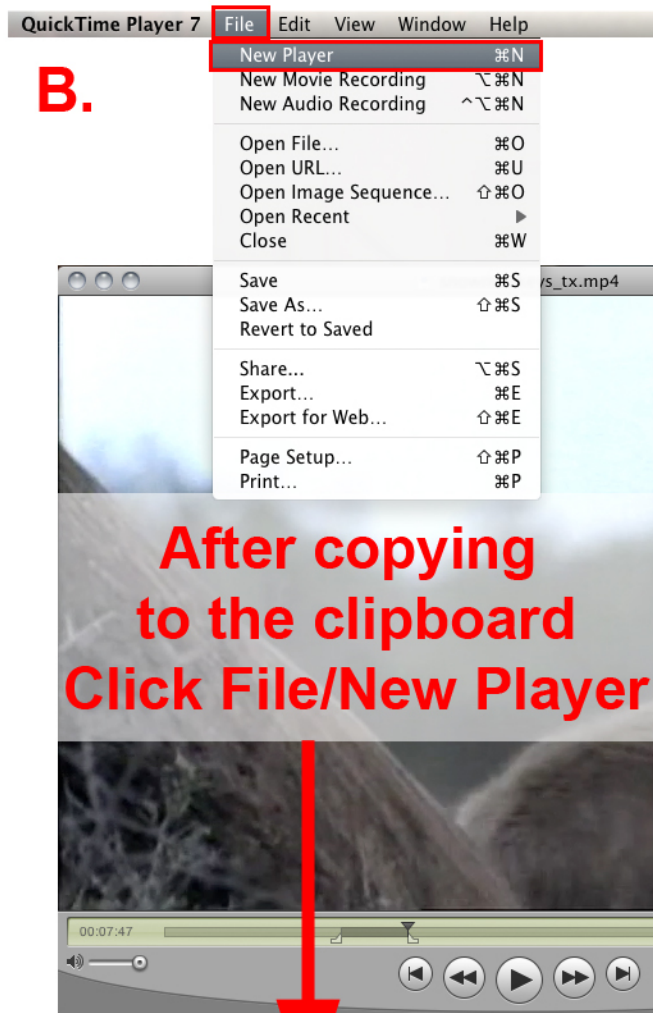 QuickTime Player 7 File Edit View Window Help
B.
New Player ⌘N
New Movie Recording ⌥⌘N
New Audio Recording ^⌥⌘N
Open File... ⌘O
Open URL... ⌘U
Open Image Sequence... ⇧⌘O
Open Recent ▶
Close ⌘W
Save ⌘S
Save As... ⇧⌘S
Revert to Saved
Share... ⌥⌘S
Export... ⌘E
Export for Web... ⇧⌘E
Page Setup... ⇧⌘P
Print... ⌘P
s_tx.mp4
After copying
to the clipboard
Click File/New Player
00:07:47